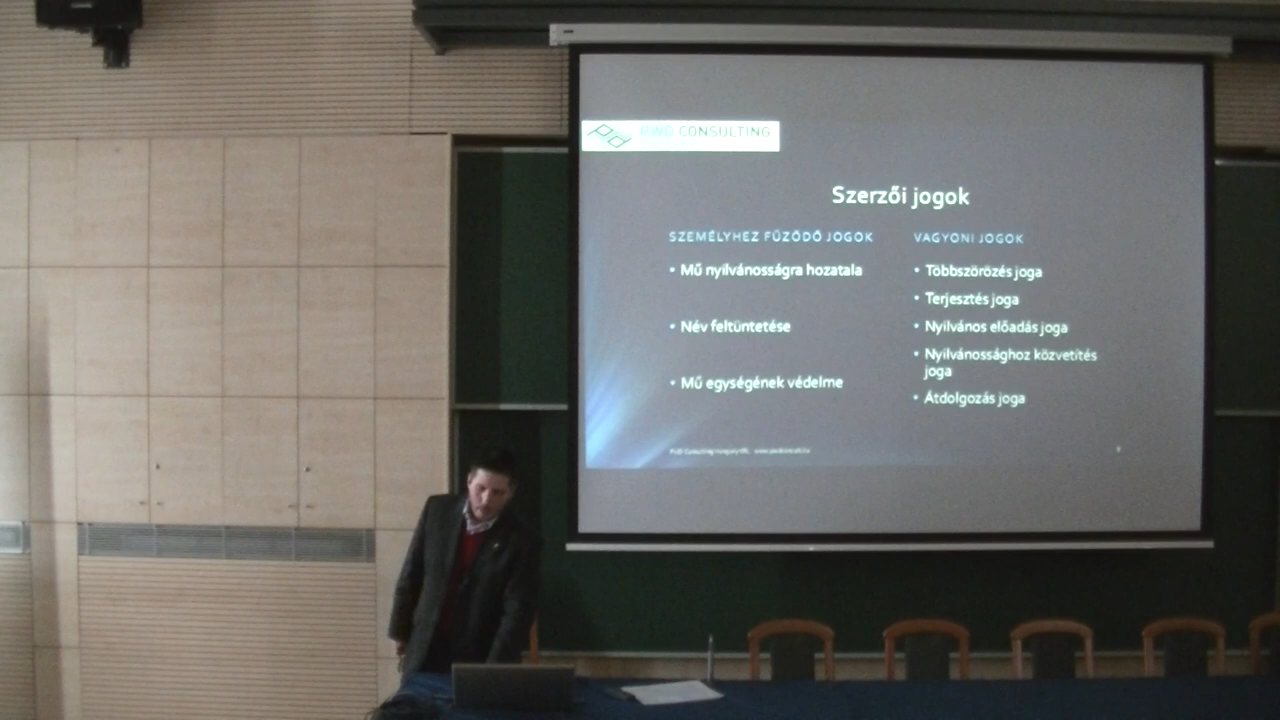 PWD CONSULTING
Szerzői jogok
SZEMÉLYHEZ FŰZŐDŐ JOGOK
• Mű nyilvánosságra hozatala
• Név feltüntetése
• Mű egységének védelme
VAGYONI JOGOK
• Többszörözés joga
• Terjesztés joga
• Nyilvános előadás joga
• Nyilvánossághoz közvetítés
joga
• Átdolgozás joga